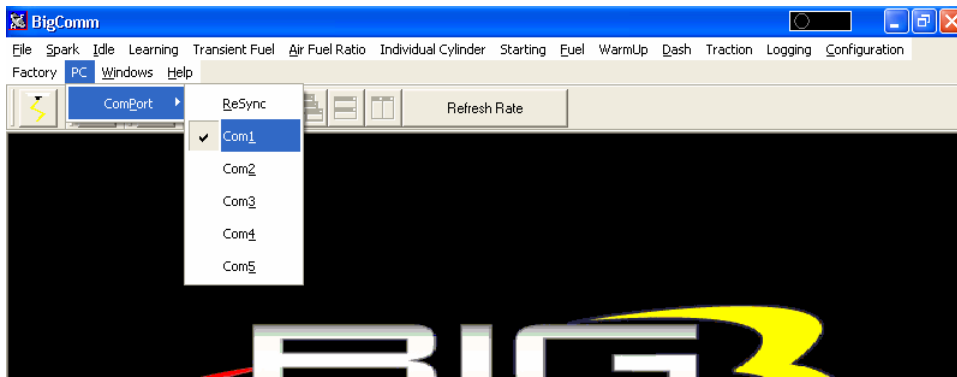 BigComm
File Spark Idle Learning Transient Fuel Air Fuel Ratio Individual Cylinder Starting Fuel WarmUp Dash Traction Logging Configuration
Factory PC Windows Help
ComPort ReSync Refresh Rate
Com1
Com2
Com3
Com4
Com5
BIG